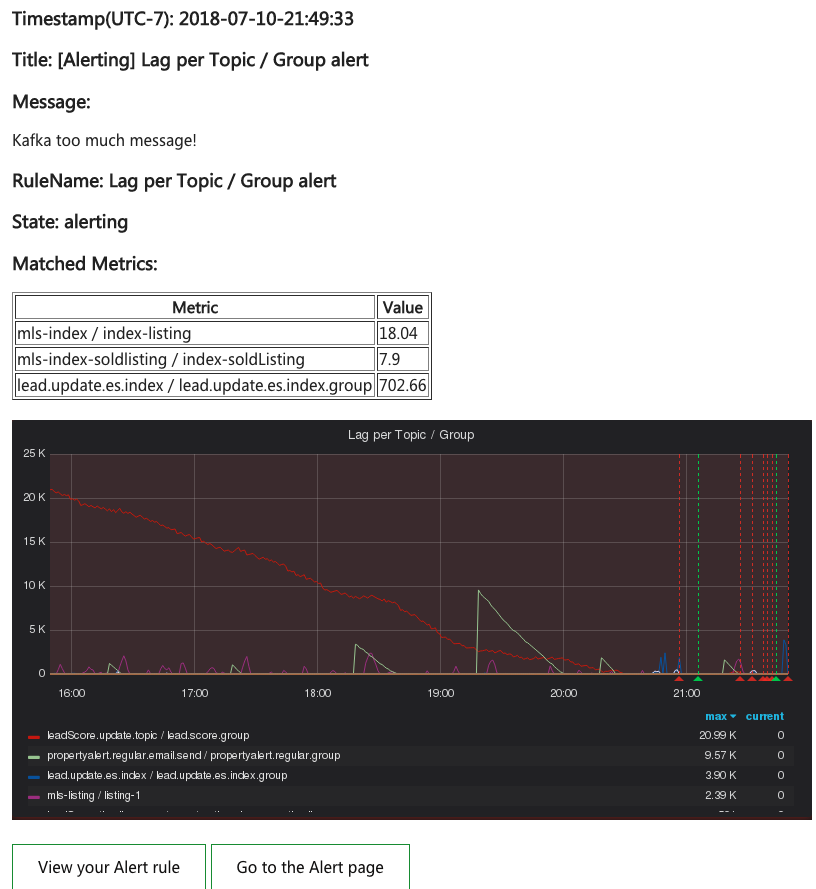 Timestamp(UTC-7): 2018-07-10-21:49:33
Title: [Alerting] Lag per Topic / Group alert
Message:
Kafka too much message!
RuleName: Lag per Topic / Group alert
State: alerting
Matched Metrics:
Metric Value
mls-index / index-listing 18.04
mls-index-soldlisting / index-soldListing 7.9
lead.update.es.index / lead.update.es.index.group 702.66
Lag per Topic / Group
25 K
20 K
15 K
10 K
5 K
0
16:00 17:00 18:00 19:00 20:00 21:00
max current
leadScore.update.topic / lead.score.group 20.99 K 0
propertyalert.regular.email.send / propertyalert.regular.group 9.57 K 0
lead.update.es.index / lead.update.es.index.group 3.90 K 0
mls-listing / listing-1 2.39 K 0
View your Alert rule Go to the Alert page